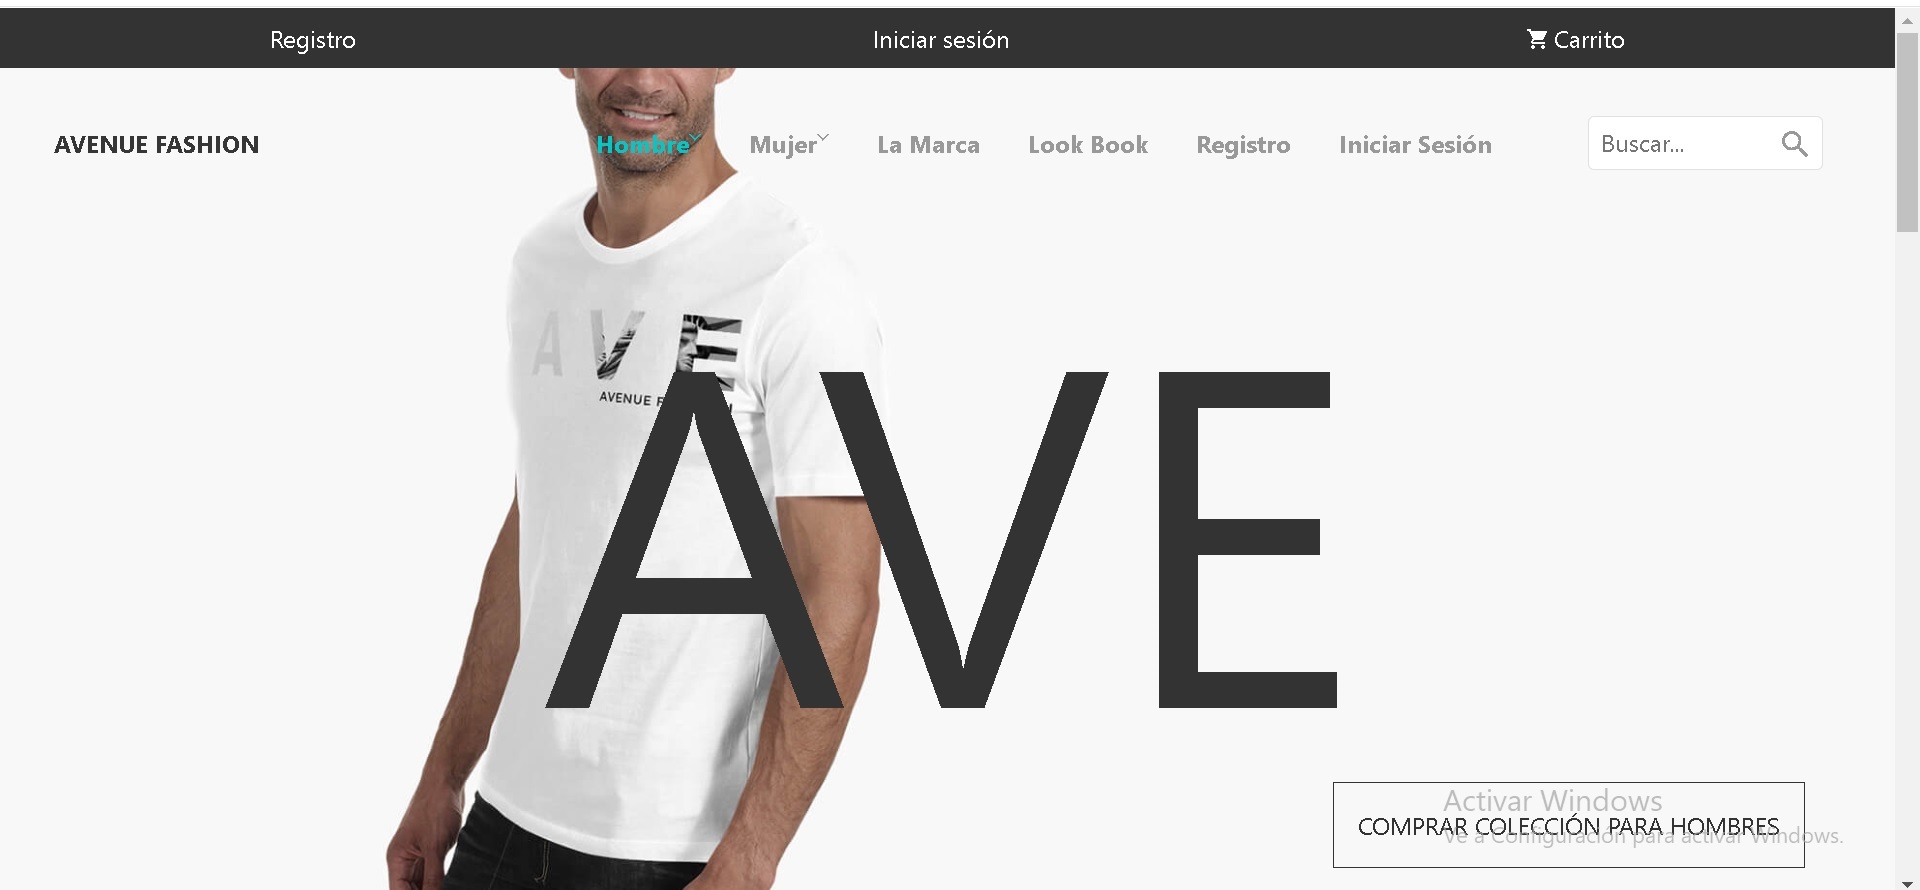 Registro
Iniciar sesión
Carrito
AVENUE FASHION
Hombre
Mujer
La Marca
Look Book
Registro
Iniciar Sesión
Buscar...
AVE
AVENUE
AVE
COMPRAR COLECCIÓN PARA HOMBRES
Activar Windows
Ve a Configuración para activar Windows.